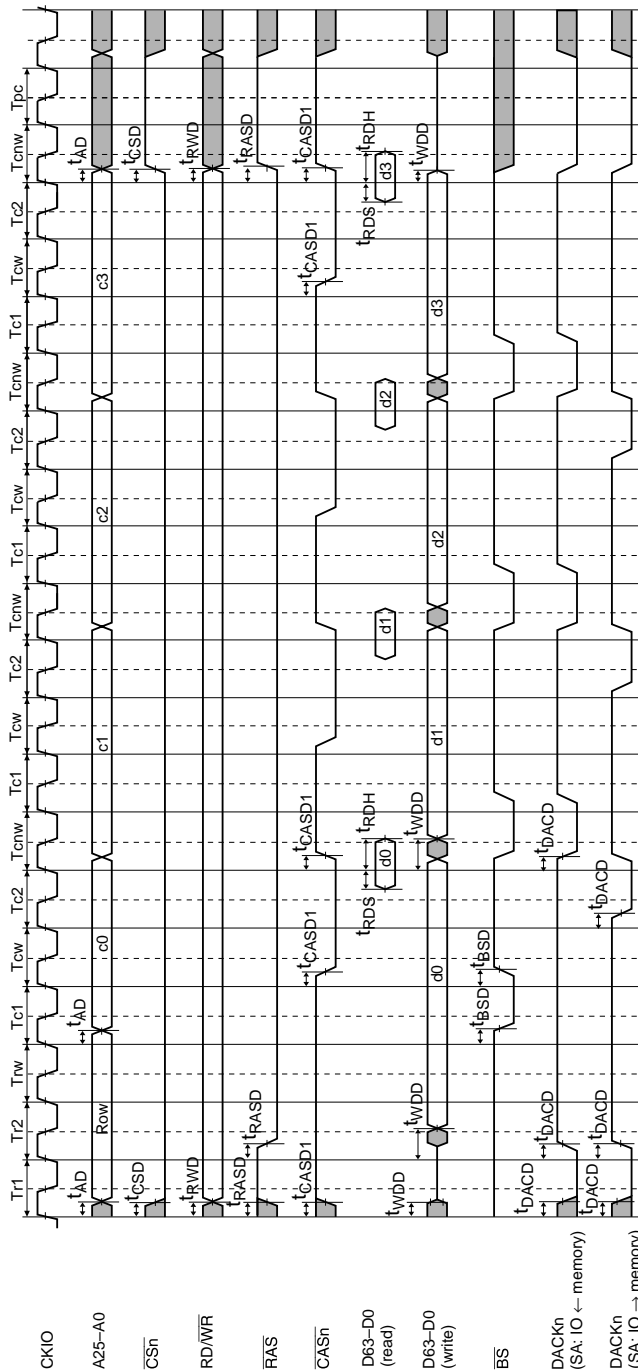 Tr1 Tr2 Trw Tc1 Tcw Tc2 Tcnw Tc1 Tcw Tc2 Tcnw Tc1 Tcw Tc2 Tcnw Tc1 Tcw Tc2 Tcnw Tpc
CKIO
tAD tAD tAD
A25–A0 Row c0 c1 c2 c3
tCSD tCSD
CSn
tRWD tRWD
RD/WR
tRASD tRASD tRASD
RAS
tCASD1 tCASD1 tCASD1 tCASD1 tCASD1
CASn
tRDS tRDH tRDS tRDH
D63–D0
(read)
d0 d1 d2 d3
tWDD tWDD tWDD tWDD
D63–D0
(write)
d0 d1 d2 d3
tBSD tBSD
BS
tDACD tDACD tDACD
DACKn
(SA: IO ← memory)
tDACD tDACD tDACD
DACKn
(SA: IO → memory)